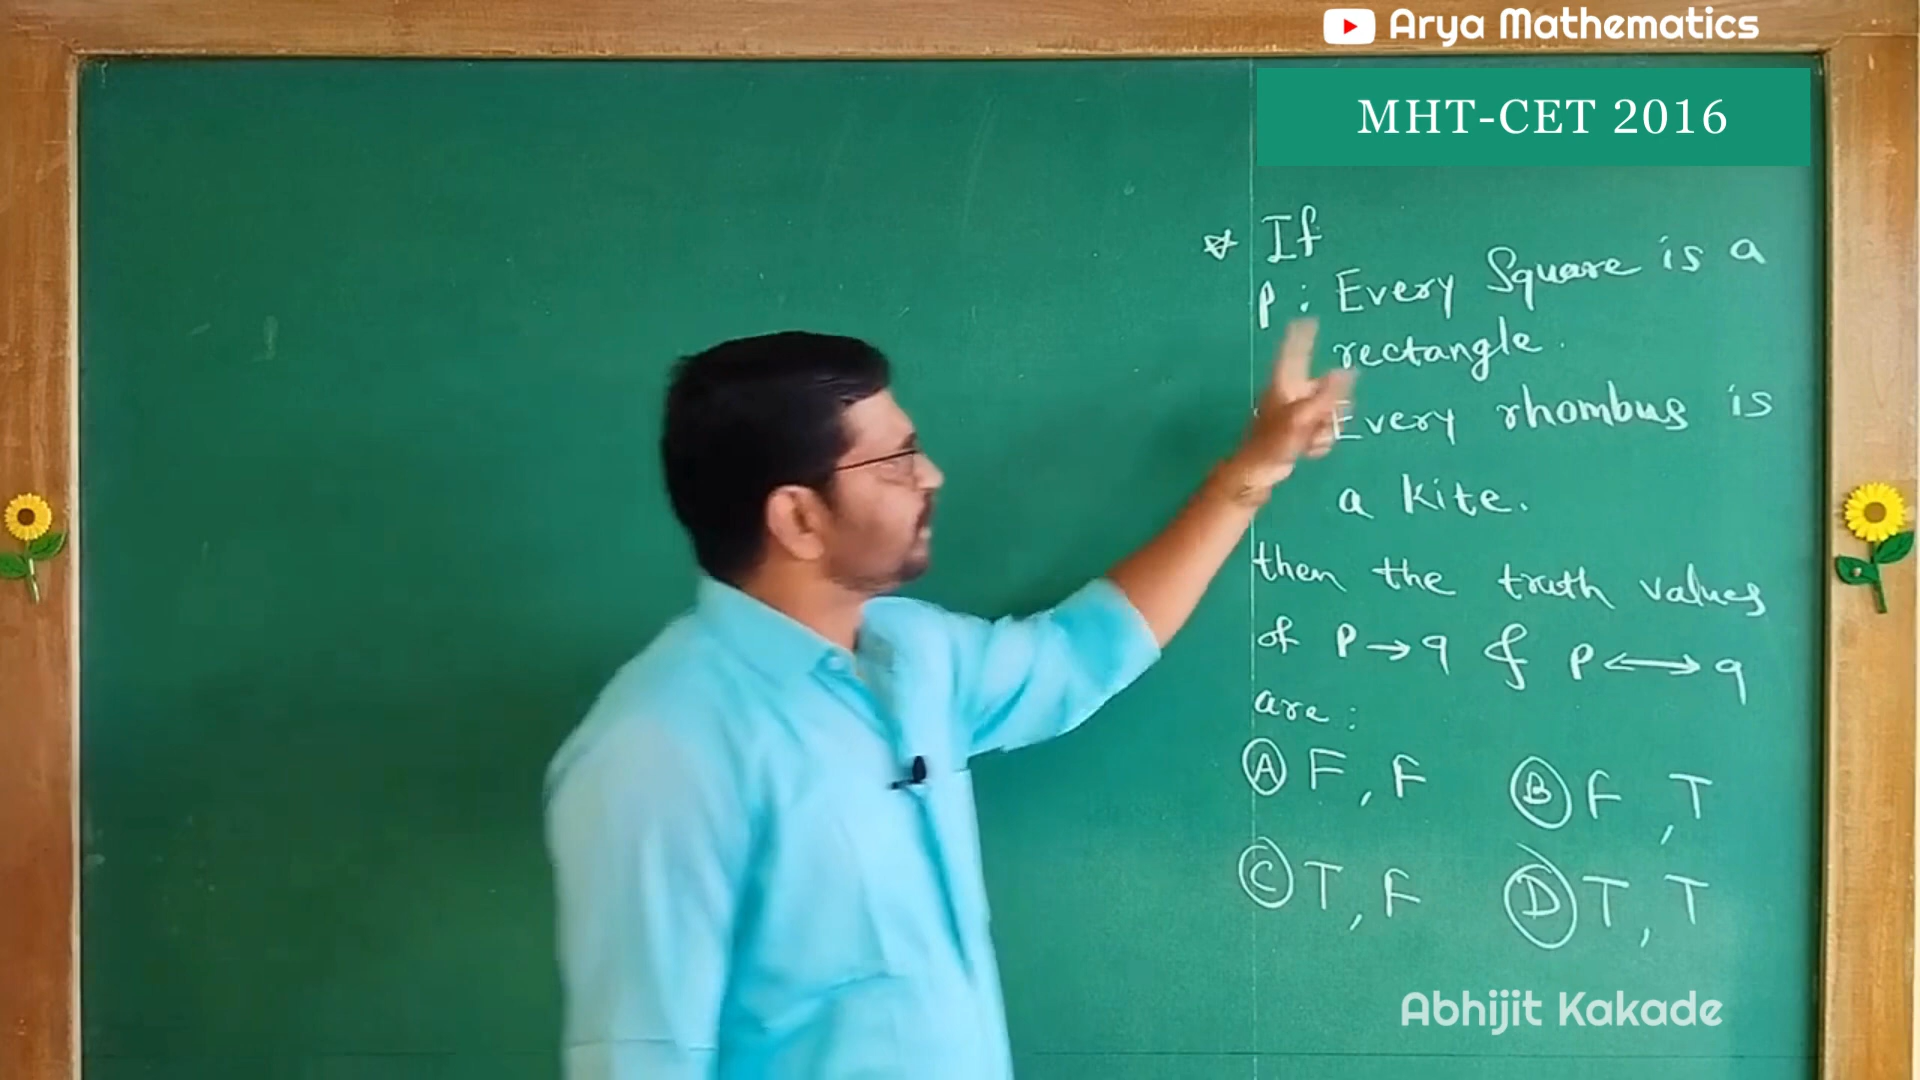 Arya Mathematics
MHT-CET 2016
If
p : Every Square is a
rectangle.
Every rhombus is
a kite.
then the truth values
of p → q & p ↔ q
are :
A F, F B F, T
C T, F D T, T
Abhijit Kakade